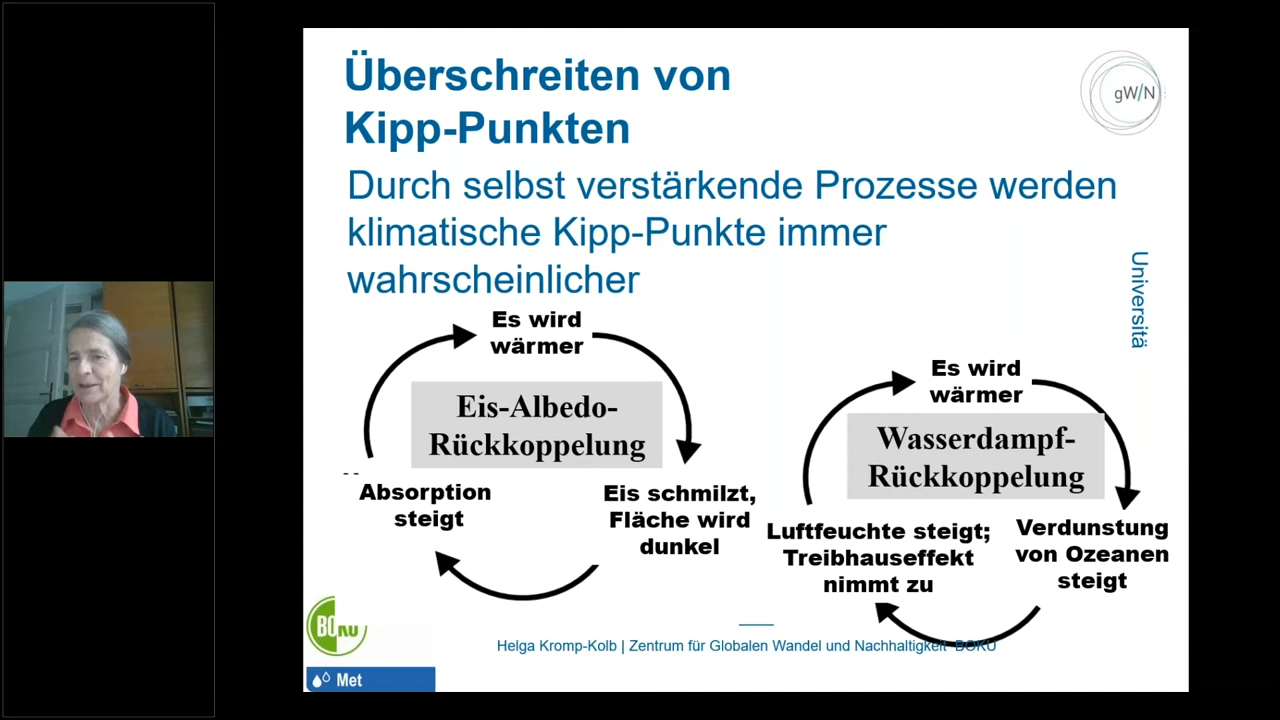 Überschreiten von
Kipp-Punkten
gW/N
Durch selbst verstärkende Prozesse werden
klimatische Kipp-Punkte immer
wahrscheinlicher
Universitä
Es wird
wärmer
Eis-Albedo-
Rückkoppelung
Absorption
steigt
Eis schmilzt,
Fläche wird
dunkel
Es wird
wärmer
Wasserdampf-
Rückkoppelung
Luftfeuchte steigt;
Treibhauseffekt
nimmt zu
Verdunstung
von Ozeanen
steigt
BOKU
Met
Helga Kromp-Kolb | Zentrum für Globalen Wandel und Nachhaltigkeit BOKU